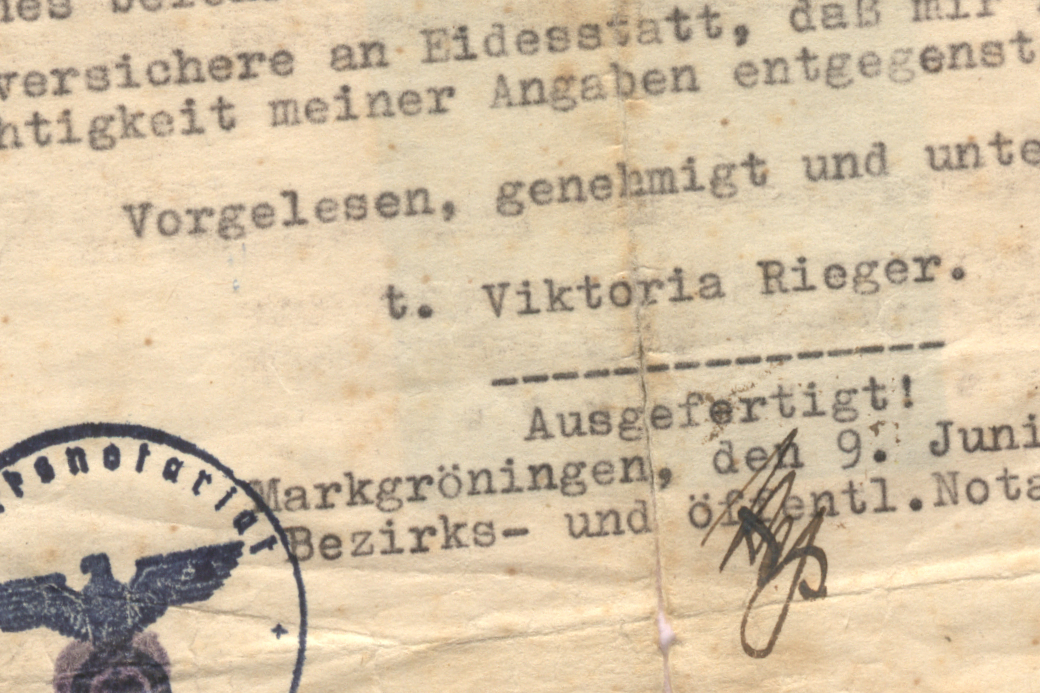 versichere an Eidesstatt, daß mir
htigkeit meiner Angaben entgegenst
Vorgelesen, genehmigt und unte
t. Viktoria Rieger.
Ausgefertigt!
Markgröningen, den 9. Juni
Bezirks- und öffentl.Nota
rksnotariat